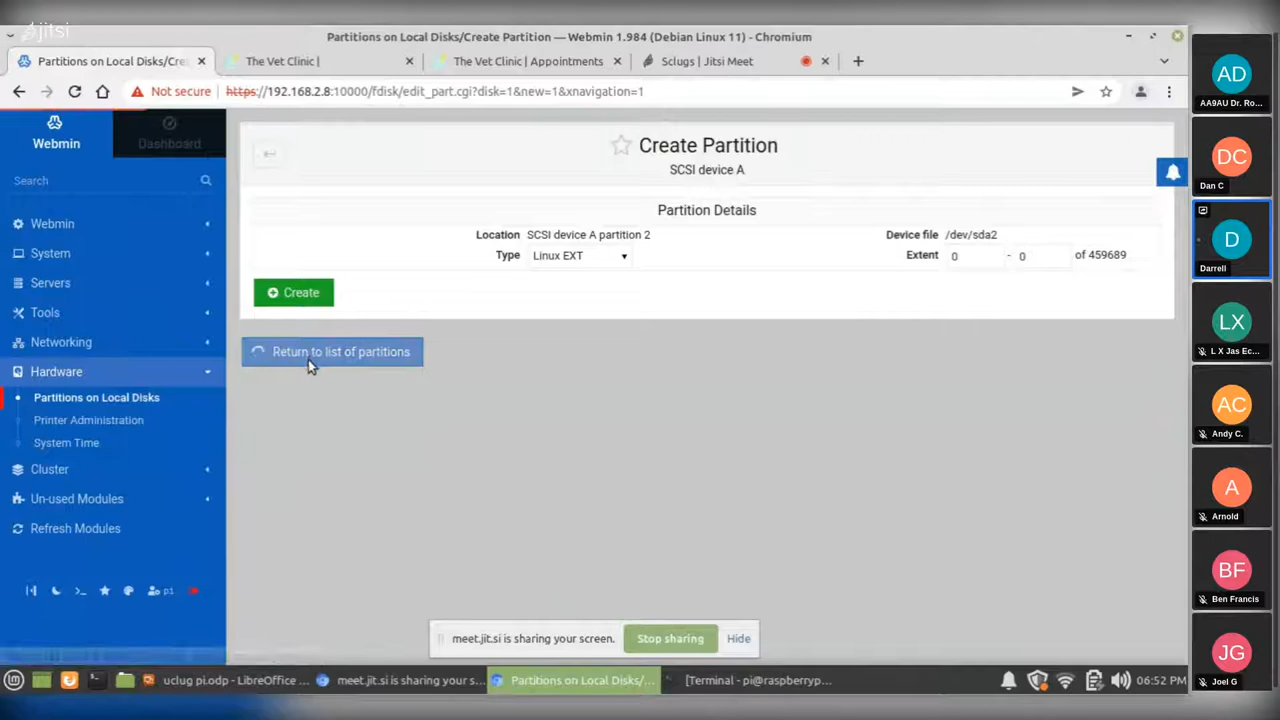 jitsi
Partitions on Local Disks/Create Partition — Webmin 1.984 (Debian Linux 11) - Chromium
Partitions on Local Disks/Cre
The Vet Clinic |
The Vet Clinic | Appointments
Sclugs | Jitsi Meet
Not secure
https://192.168.2.8:10000/fdisk/edit_part.cgi?disk=1&new=1&xnavigation=1
Webmin
Dashboard
Search
Webmin
System
Servers
Tools
Networking
Hardware
Partitions on Local Disks
Printer Administration
System Time
Cluster
Un-used Modules
Refresh Modules
p1
Create Partition
SCSI device A
Partition Details
Location SCSI device A partition 2
Device file /dev/sda2
Type Linux EXT
Extent 0 - 0 of 459689
Create
Return to list of partitions
meet.jit.si is sharing your screen.
Stop sharing
Hide
uclug pi.odp - LibreOffice ...
meet.jit.si is sharing your s...
Partitions on Local Disks/...
[Terminal - pi@raspberryp...
06:52 PM
AD
AA9AU Dr. Ro...
DC
Dan C
D
Darrell
LX
L X Jas Ec...
AC
Andy C.
A
Arnold
BF
Ben Francis
JG
Joel G